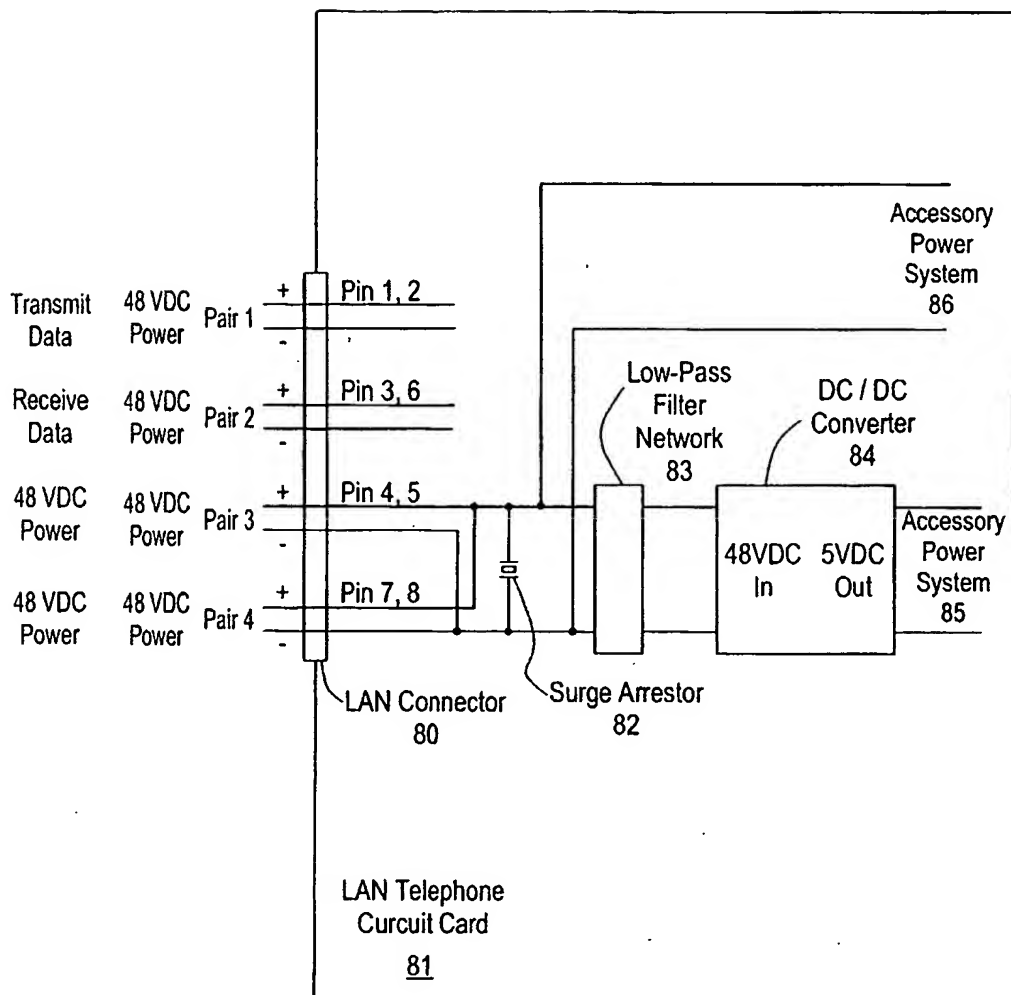 Accessory
Power
System
86
Transmit
Data
48 VDC
Power
Pair 1
+
-
Pin 1, 2
Receive
Data
48 VDC
Power
Pair 2
+
-
Pin 3, 6
Low-Pass
Filter
Network
83
DC / DC
Converter
84
48 VDC
Power
48 VDC
Power
Pair 3
+
-
Pin 4, 5
48VDC
In
5VDC
Out
Accessory
Power
System
85
48 VDC
Power
48 VDC
Power
Pair 4
+
-
Pin 7, 8
LAN Connector
80
Surge Arrestor
82
LAN Telephone
Curcuit Card
81